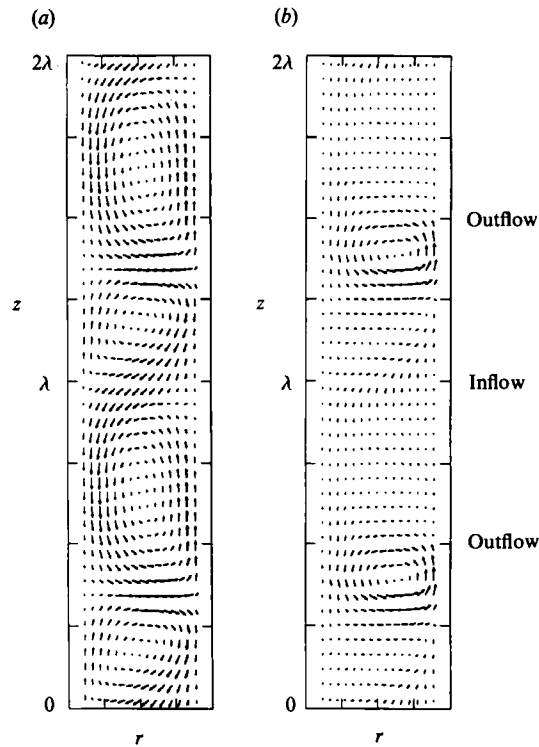 (a) (b)
2λ 2λ
Outflow
z z
λ λ Inflow
Outflow
0 0
r r